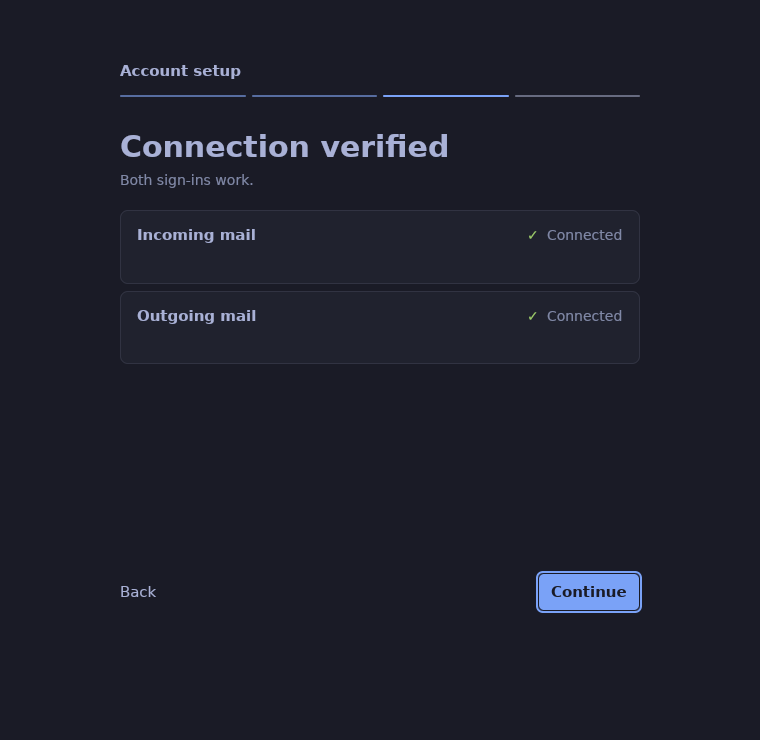 Account setup
Connection verified
Both sign-ins work.
Incoming mail ✓ Connected
Outgoing mail ✓ Connected
Back Continue